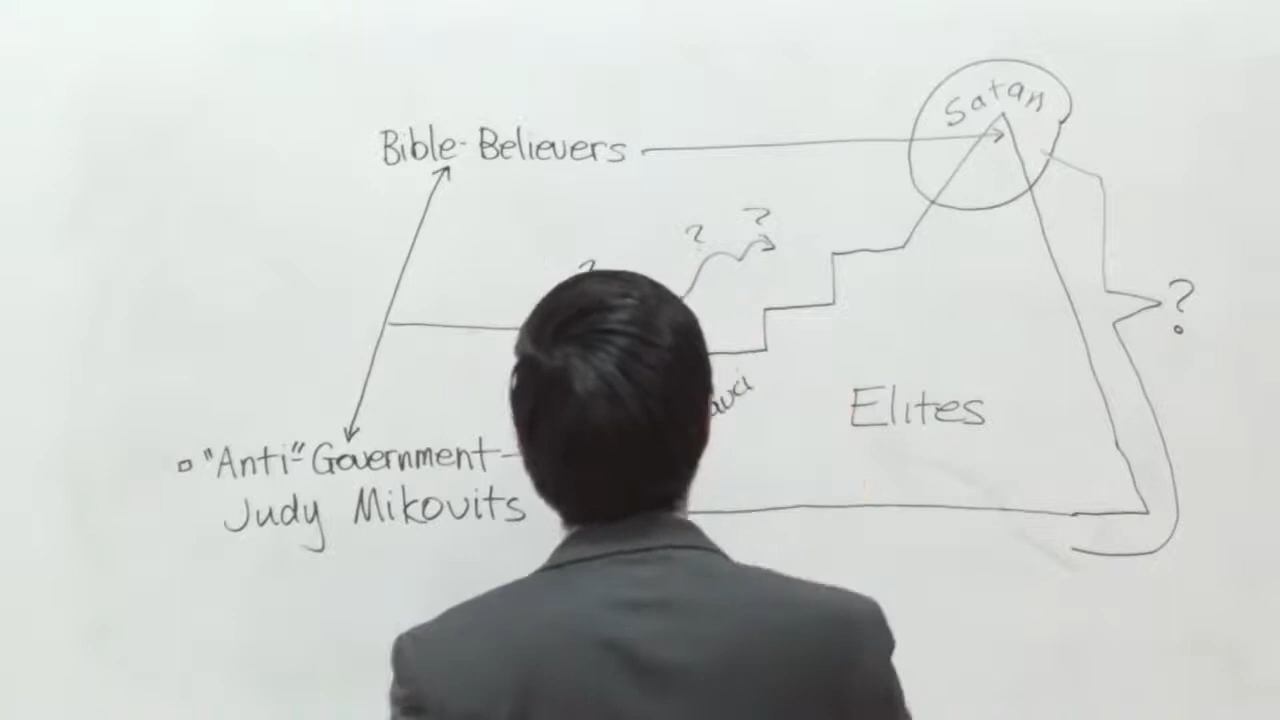 Satan
Bible-Believers
? ?
?
?
Elites
"Anti" Government
Judy Mikovits